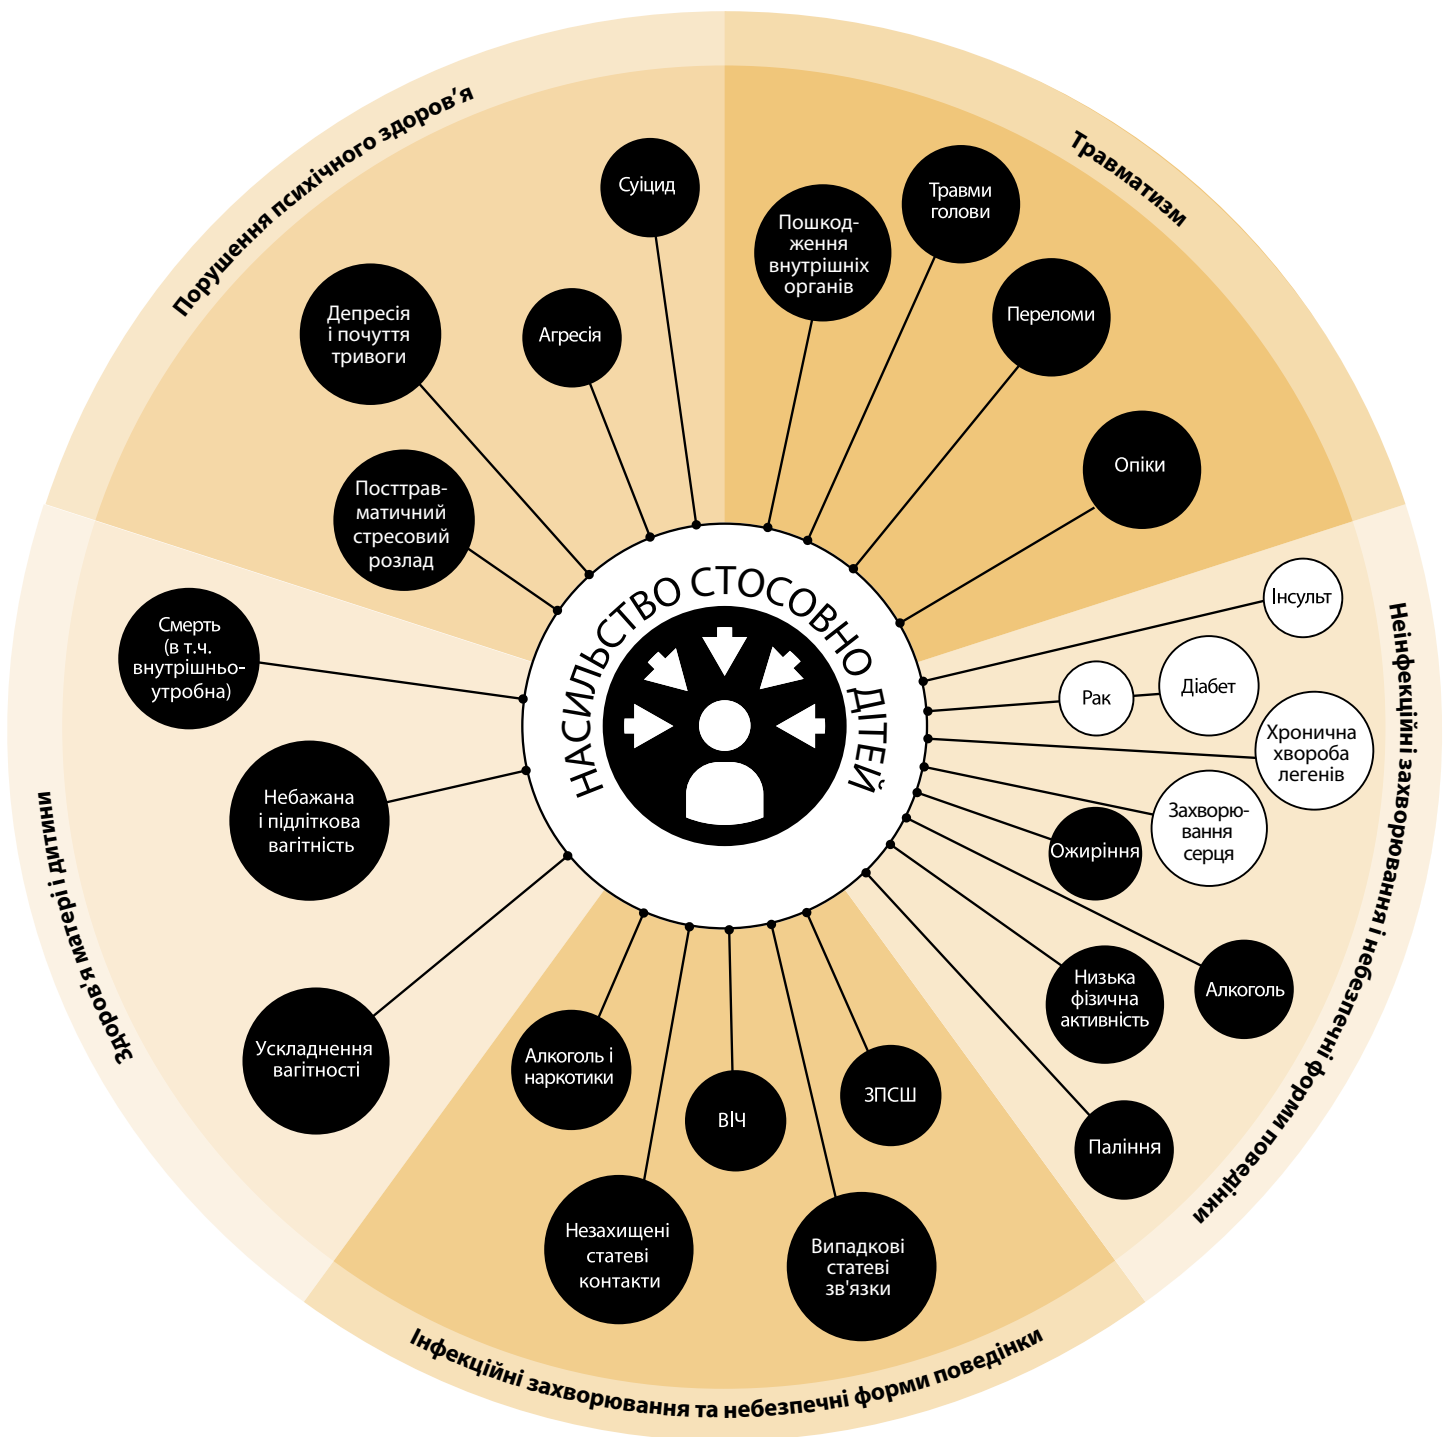 Порушення психічного здоров’я
Суіцид
Депресія
і почуття
тривоги
Агресія
Посттрав-
матичний
стресовий
розлад
Травматизм
Пошкод-
ження
внутрішніх
органів
Травми
голови
Переломи
Опіки
НАСИЛЬСТВО СТОСОВНО ДІТЕЙ
Неінфекційні захворювання і небезпечні форми поведінки
Інсульт
Рак
Діабет
Хронична
хвороба
легенів
Захворю-
вання
серця
Ожиріння
Алкоголь
Низька
фізична
активність
Паління
Інфекційні захворювання та небезпечні форми поведінки
ЗПСШ
Випадкові
статеві
зв'язки
ВІЧ
Незахищені
статеві
контакти
Алкоголь і
наркотики
Здоров'я матері і дитини
Смерть
(в т.ч.
внутрішньо-
утробна)
Небажана
і підліткова
вагітність
Ускладнення
вагітності